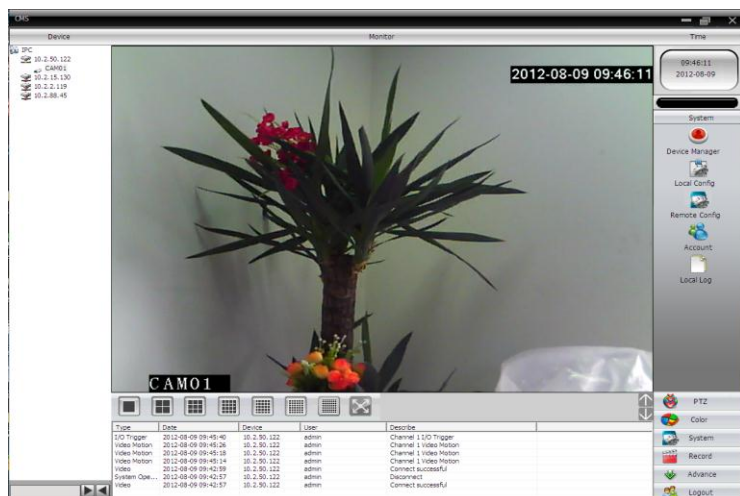 CMS
Device
Monitor
Time
IPC
10.2.50.122
CAM01
10.2.15.130
10.2.2.119
10.2.88.45
2012-08-09 09:46:11
CAM01
09:46:11
2012-08-09
System
Device Manager
Local Config
Remote Config
Account
Local Log
PTZ
Color
System
Record
Advance
Logout
Type Date Device User Describe
I/O Trigger 2012-08-09 09:45:40 10.2.50.122 admin Channel 1 I/O Trigger
Video Motion 2012-08-09 09:45:26 10.2.50.122 admin Channel 1 Video Motion
Video Motion 2012-08-09 09:45:18 10.2.50.122 admin Channel 1 Video Motion
Video Motion 2012-08-09 09:45:14 10.2.50.122 admin Channel 1 Video Motion
Video 2012-08-09 09:42:59 10.2.50.122 admin Connect successful
System Ope... 2012-08-09 09:42:57 10.2.50.122 admin Disconnect
Video 2012-08-09 09:42:57 10.2.50.122 admin Connect successful